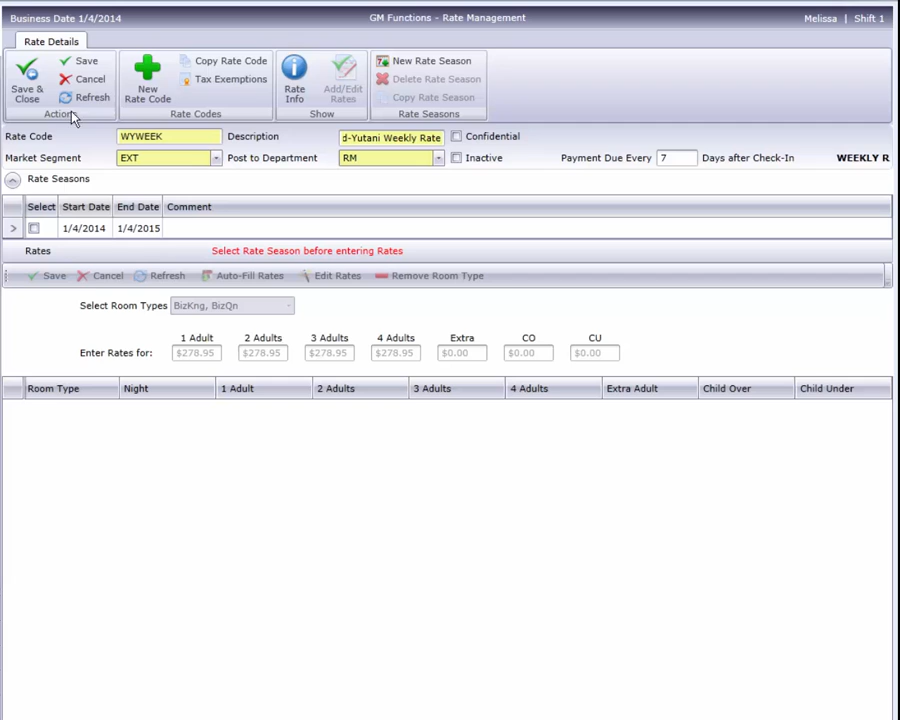 Business Date 1/4/2014 GM Functions - Rate Management Melissa | Shift 1
Rate Details
Save & Close Save Cancel Refresh New Rate Code Copy Rate Code Tax Exemptions Rate Info Add/Edit Rates New Rate Season Delete Rate Season Copy Rate Season
Actions Rate Codes Show Rate Seasons
Rate Code WYWEEK Description d-Yutani Weekly Rate Confidential
Market Segment EXT Post to Department RM Inactive Payment Due Every 7 Days after Check-In WEEKLY R
Rate Seasons
Select Start Date End Date Comment
> 1/4/2014 1/4/2015
Rates Select Rate Season before entering Rates
Save Cancel Refresh Auto-Fill Rates Edit Rates Remove Room Type
Select Room Types BizKng, BizQn
1 Adult 2 Adults 3 Adults 4 Adults Extra CO CU
Enter Rates for: $278.95 $278.95 $278.95 $278.95 $0.00 $0.00 $0.00
Room Type Night 1 Adult 2 Adults 3 Adults 4 Adults Extra Adult Child Over Child Under